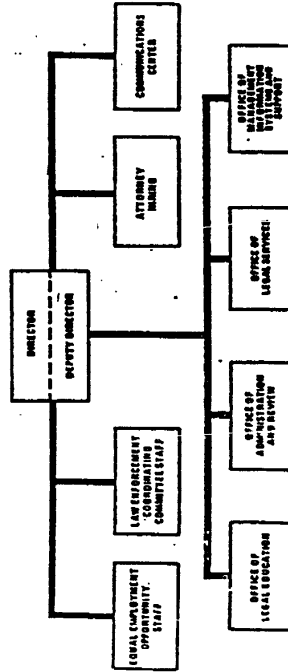 DIRECTOR
DEPUTY DIRECTOR
EQUAL EMPLOYMENT
OPPORTUNITY
STAFF
LAW ENFORCEMENT
COORDINATING
COMMITTEE STAFF
ATTORNEY
HIRING
COMMUNICATIONS
CENTER
OFFICE OF
LEGAL EDUCATION
OFFICE OF
ADMINISTRATION
AND REVIEW
OFFICE OF
LEGAL SERVICES
OFFICE OF
MANAGEMENT
INFORMATION
SYSTEMS AND
SUPPORT